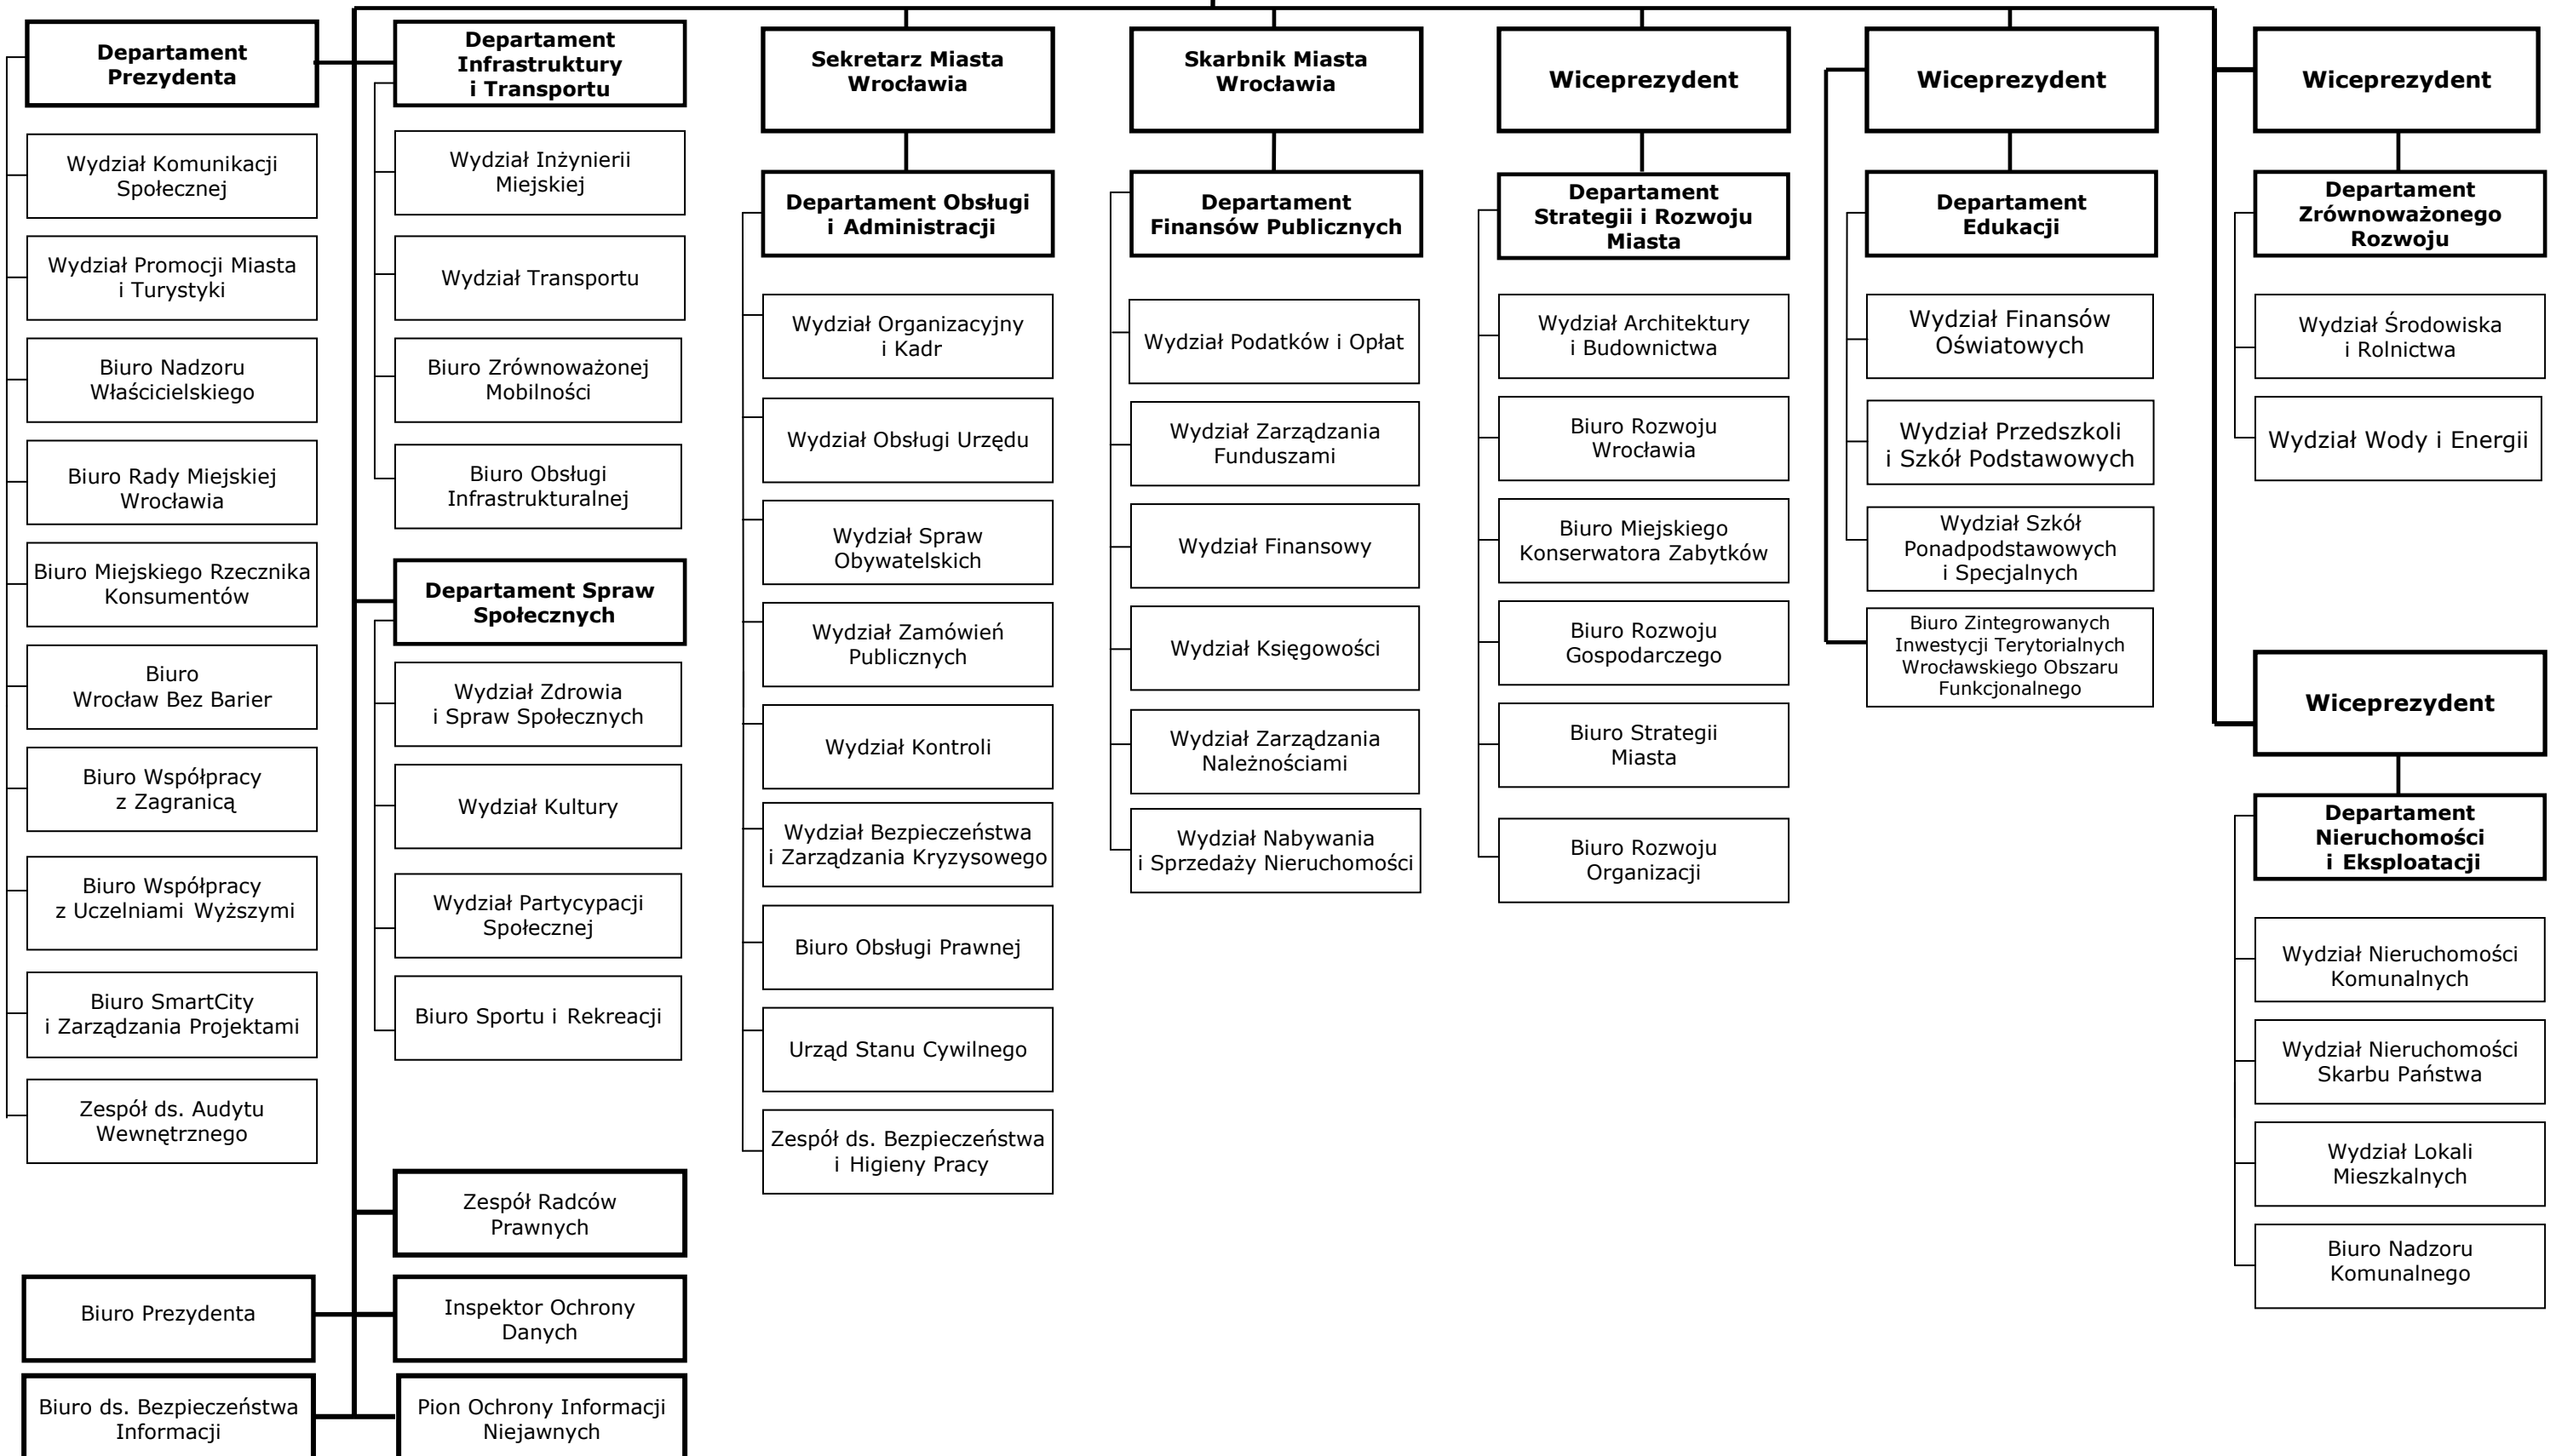 Departament
Prezydenta
Wydział Komunikacji
Społecznej
Wydział Promocji Miasta
i Turystyki
Biuro Nadzoru
Właścicielskiego
Biuro Rady Miejskiej
Wrocławia
Biuro Miejskiego Rzecznika
Konsumentów
Biuro
Wrocław Bez Barier
Biuro Współpracy
z Zagranicą
Biuro Współpracy
z Uczelniami Wyższymi
Biuro SmartCity
i Zarządzania Projektami
Zespół ds. Audytu
Wewnętrznego
Biuro Prezydenta
Biuro ds. Bezpieczeństwa
Informacji
Departament
Infrastruktury
i Transportu
Wydział Inżynierii
Miejskiej
Wydział Transportu
Biuro Zrównoważonej
Mobilności
Biuro Obsługi
Infrastrukturalnej
Departament Spraw
Społecznych
Wydział Zdrowia
i Spraw Społecznych
Wydział Kultury
Wydział Partycypacji
Społecznej
Biuro Sportu i Rekreacji
Zespół Radców
Prawnych
Inspektor Ochrony
Danych
Pion Ochrony Informacji
Niejawnych
Sekretarz Miasta
Wrocławia
Departament Obsługi
i Administracji
Wydział Organizacyjny
i Kadr
Wydział Obsługi Urzędu
Wydział Spraw
Obywatelskich
Wydział Zamówień
Publicznych
Wydział Kontroli
Wydział Bezpieczeństwa
i Zarządzania Kryzysowego
Biuro Obsługi Prawnej
Urząd Stanu Cywilnego
Zespół ds. Bezpieczeństwa
i Higieny Pracy
Skarbnik Miasta
Wrocławia
Departament
Finansów Publicznych
Wydział Podatków i Opłat
Wydział Zarządzania
Funduszami
Wydział Finansowy
Wydział Księgowości
Wydział Zarządzania
Należnościami
Wydział Nabywania
i Sprzedaży Nieruchomości
Wiceprezydent
Departament
Strategii i Rozwoju
Miasta
Wydział Architektury
i Budownictwa
Biuro Rozwoju
Wrocławia
Biuro Miejskiego
Konserwatora Zabytków
Biuro Rozwoju
Gospodarczego
Biuro Strategii
Miasta
Biuro Rozwoju
Organizacji
Wiceprezydent
Departament
Edukacji
Wydział Finansów
Oświatowych
Wydział Przedszkoli
i Szkół Podstawowych
Wydział Szkół
Ponadpodstawowych
i Specjalnych
Biuro Zintegrowanych
Inwestycji Terytorialnych
Wrocławskiego Obszaru
Funkcjonalnego
Wiceprezydent
Departament
Zrównoważonego
Rozwoju
Wydział Środowiska
i Rolnictwa
Wydział Wody i Energii
Wiceprezydent
Departament
Nieruchomości
i Eksploatacji
Wydział Nieruchomości
Komunalnych
Wydział Nieruchomości
Skarbu Państwa
Wydział Lokali
Mieszkalnych
Biuro Nadzoru
Komunalnego